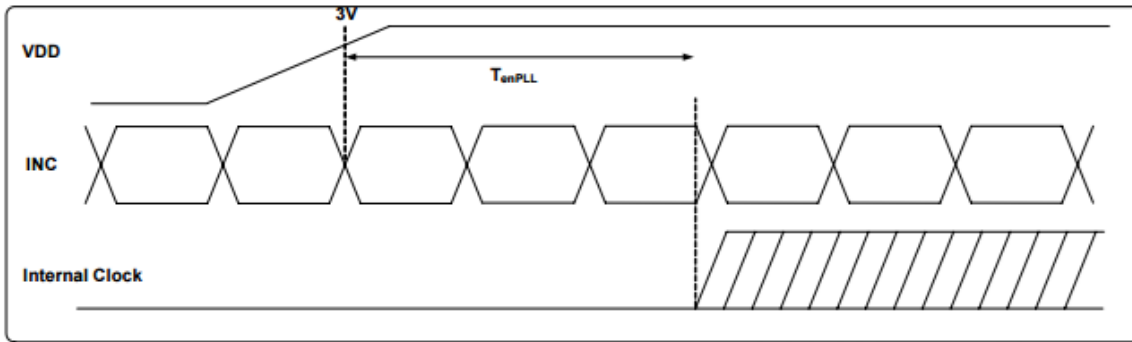 3V
VDD
TenPLL
INC
Internal Clock